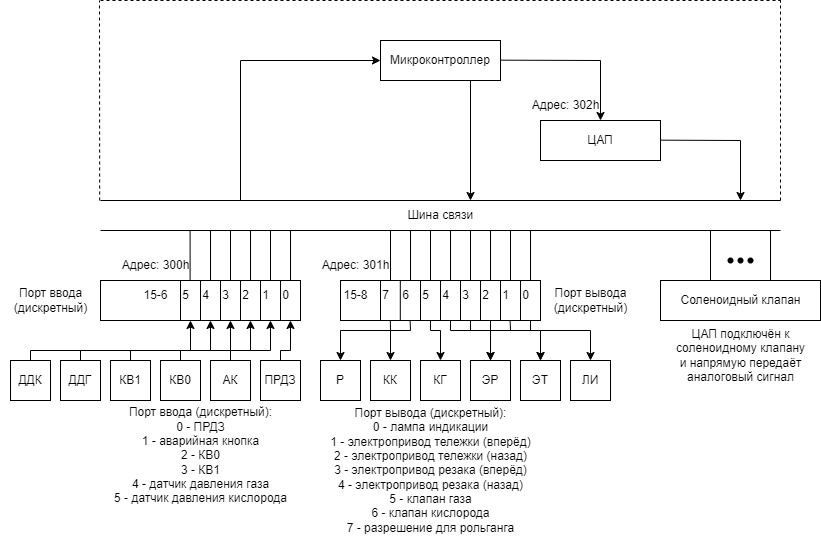 Микроконтроллер
Адрес: 302h
ЦАП
Шина связи
Адрес: 300h
Адрес: 301h
Порт ввода
(дискретный)
15-6 5 4 3 2 1 0
15-8 7 6 5 4 3 2 1 0
Порт вывода
(дискретный)
•••
Соленоидный клапан
ЦАП подключён к
соленоидному клапану
и напрямую передаёт
аналоговый сигнал
ДДК ДДГ КВ1 КВ0 АК ПРДЗ
Р КК КГ ЭР ЭТ ЛИ
Порт ввода (дискретный):
0 - ПРДЗ
1 - аварийная кнопка
2 - КВ0
3 - КВ1
4 - датчик давления газа
5 - датчик давления кислорода
Порт вывода (дискретный):
0 - лампа индикации
1 - электропривод тележки (вперёд)
2 - электропривод тележки (назад)
3 - электропривод резака (вперёд)
4 - электропривод резака (назад)
5 - клапан газа
6 - клапан кислорода
7 - разрешение для рольганга